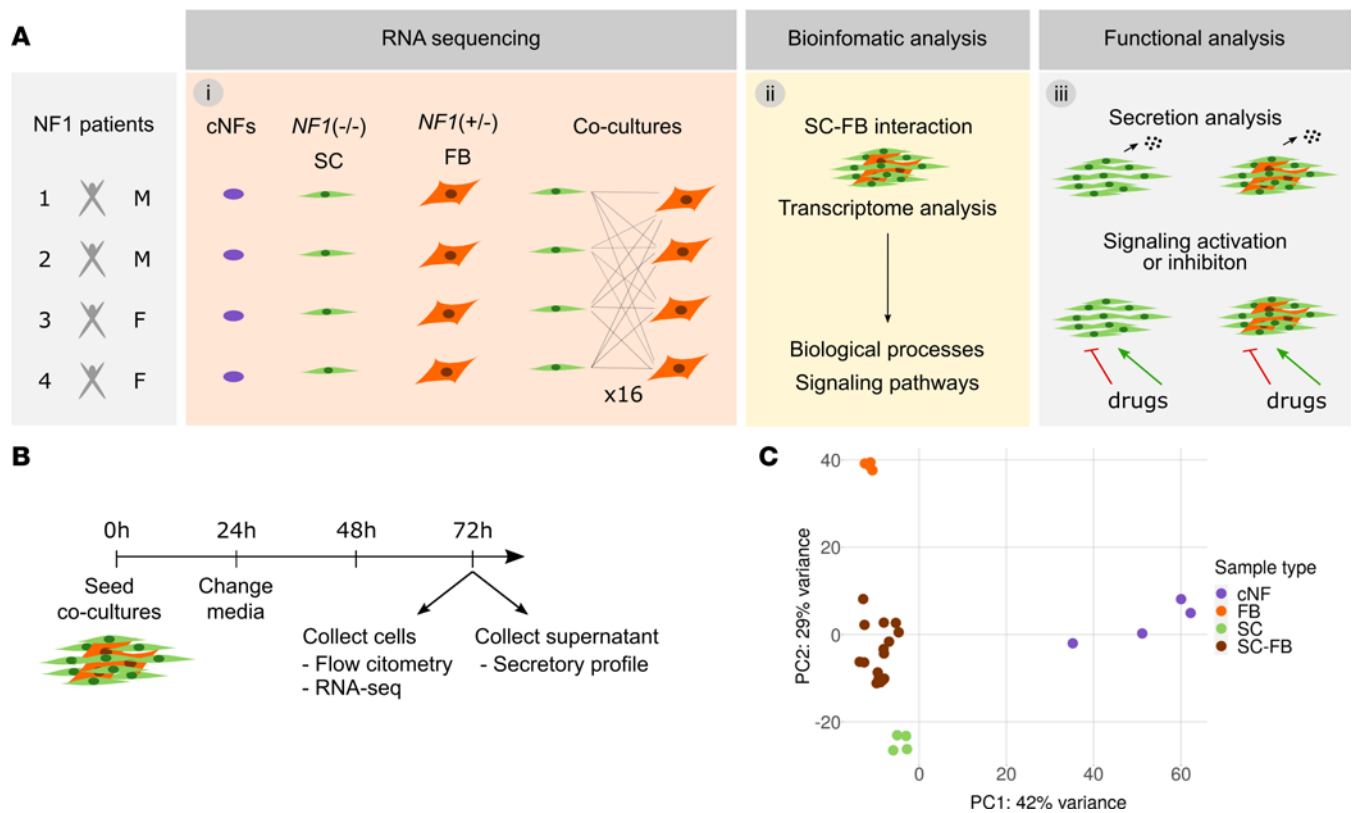 A
RNA sequencing
Bioinfomatic analysis
Functional analysis
NF1 patients
1 M
2 M
3 F
4 F
i
cNFs
NF1(-/-)
SC
NF1(+/-)
FB
Co-cultures
x16
ii
SC-FB interaction
Transcriptome analysis
Biological processes
Signaling pathways
iii
Secretion analysis
Signaling activation
or inhibiton
drugs
drugs
B
0h 24h 48h 72h
Seed
co-cultures
Change
media
Collect cells
- Flow citometry
- RNA-seq
Collect supernatant
- Secretory profile
C
PC2: 29% variance
40
20
0
-20
0 20 40 60
PC1: 42% variance
Sample type
cNF
FB
SC
SC-FB